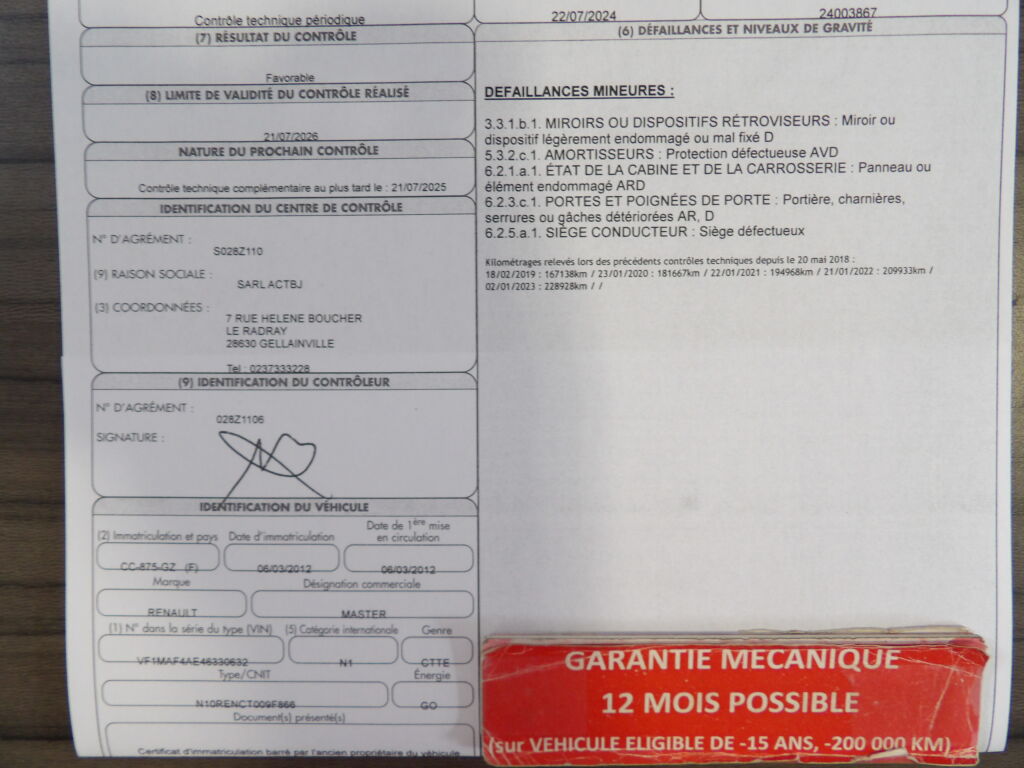 Contrôle technique périodique
22/07/2024
24003867
(7) RÉSULTAT DU CONTRÔLE
Favorable
(8) LIMITE DE VALIDITÉ DU CONTRÔLE RÉALISÉ
21/07/2026
NATURE DU PROCHAIN CONTRÔLE
Contrôle technique complémentaire au plus tard le : 21/07/2025
IDENTIFICATION DU CENTRE DE CONTRÔLE
N° D'AGRÉMENT :
S028Z110
(9) RAISON SOCIALE :
SARL ACTBJ
(3) COORDONNÉES :
7 RUE HELENE BOUCHER
LE RADRAY
28630 GELLAINVILLE
Tel : 0237333228
(9) IDENTIFICATION DU CONTRÔLEUR
N° D'AGRÉMENT :
028Z1106
SIGNATURE :
IDENTIFICATION DU VÉHICULE
(2) Immatriculation et pays
Date d'immatriculation
Date de 1ère mise
en circulation
CC-875-GZ (F)
06/03/2012
06/03/2012
Marque
Désignation commerciale
RENAULT
MASTER
(1) N° dans la série du type (VIN)
(5) Catégorie internationale
Genre
VF1MAF4AE46330632
N1
CTTE
Type/CNIT
Énergie
N10RENCT009F866
GO
Document(s) présenté(s)
Certificat d'immatriculation barré par l'ancien propriétaire du véhicule
(6) DÉFAILLANCES ET NIVEAUX DE GRAVITÉ
DEFAILLANCES MINEURES :
3.3.1.b.1. MIROIRS OU DISPOSITIFS RÉTROVISEURS : Miroir ou
dispositif légèrement endommagé ou mal fixé D
5.3.2.c.1. AMORTISSEURS : Protection défectueuse AVD
6.2.1.a.1. ÉTAT DE LA CABINE ET DE LA CARROSSERIE : Panneau ou
élément endommagé ARD
6.2.3.c.1. PORTES ET POIGNÉES DE PORTE : Portière, charnières,
serrures ou gâches détériorées AR, D
6.2.5.a.1. SIÈGE CONDUCTEUR : Siège défectueux
Kilométrages relevés lors des précédents contrôles techniques depuis le 20 mai 2018 :
18/02/2019 : 167138km / 23/01/2020 : 181667km / 22/01/2021 : 194968km / 21/01/2022 : 209933km /
02/01/2023 : 228928km / /
GARANTIE MECANIQUE
12 MOIS POSSIBLE
(sur VEHICULE ELIGIBLE DE -15 ANS, -200 000 KM)